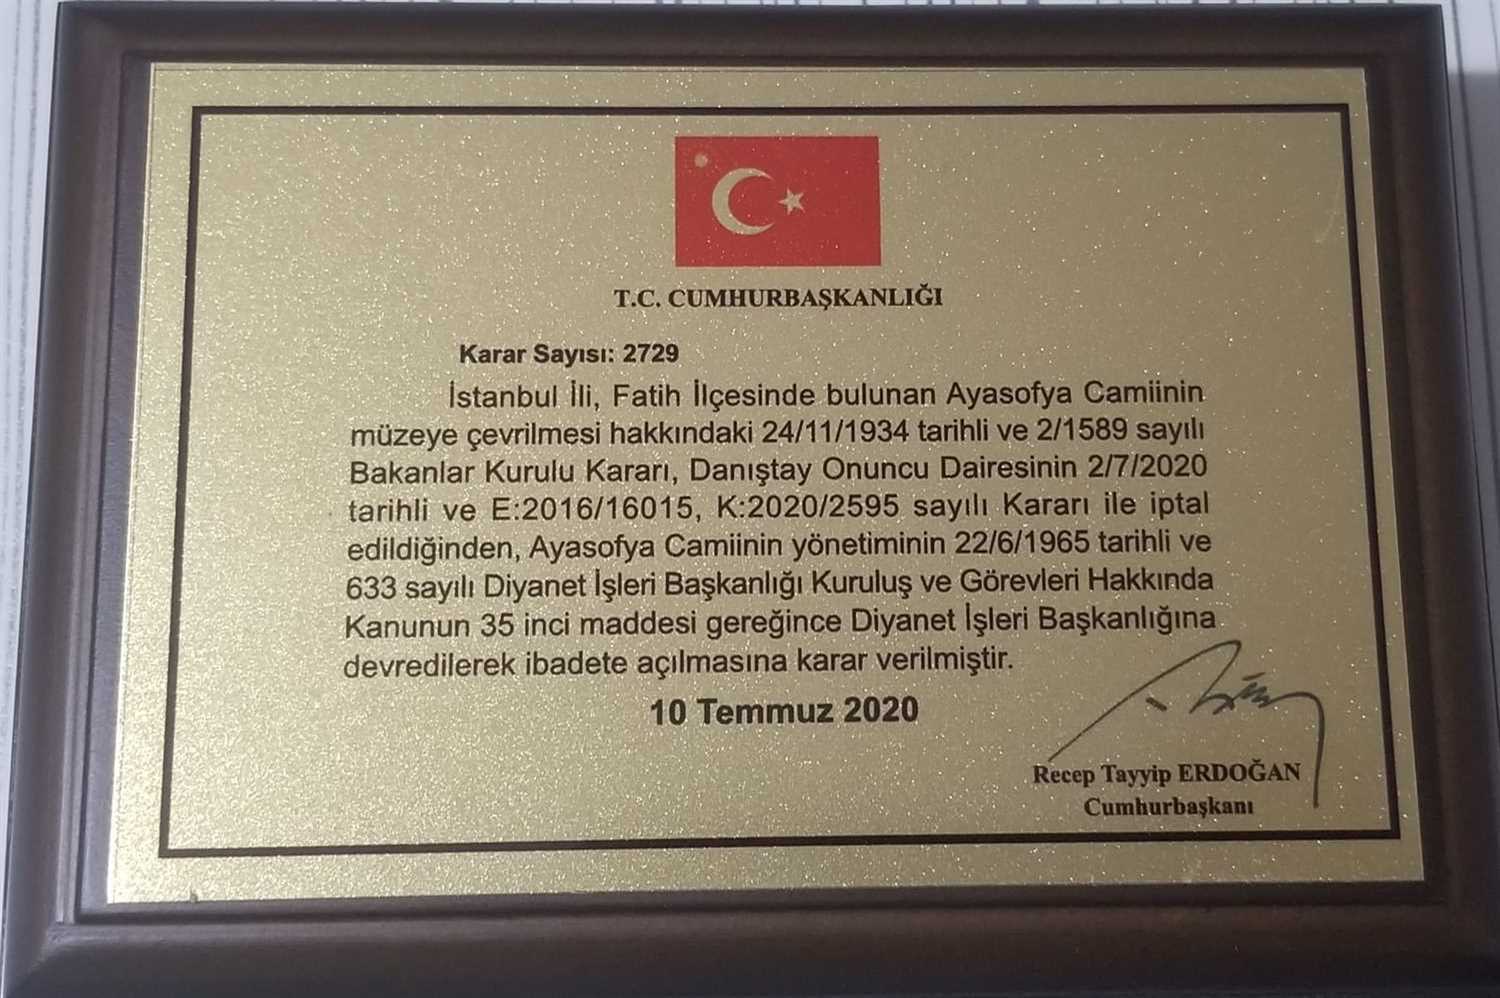 T.C. CUMHURBAŞKANLIĞI
Karar Sayısı: 2729
İstanbul İli, Fatih İlçesinde bulunan Ayasofya Camiinin
müzeye çevrilmesi hakkındaki 24/11/1934 tarihli ve 2/1589 sayılı
Bakanlar Kurulu Kararı, Danıştay Onuncu Dairesinin 2/7/2020
tarihli ve E:2016/16015, K:2020/2595 sayılı Kararı ile iptal
edildiğinden, Ayasofya Camiinin yönetiminin 22/6/1965 tarihli ve
633 sayılı Diyanet İşleri Başkanlığı Kuruluş ve Görevleri Hakkında
Kanunun 35 inci maddesi gereğince Diyanet İşleri Başkanlığına
devredilerek ibadete açılmasına karar verilmiştir.
10 Temmuz 2020
Recep Tayyip ERDOĞAN
Cumhurbaşkanı